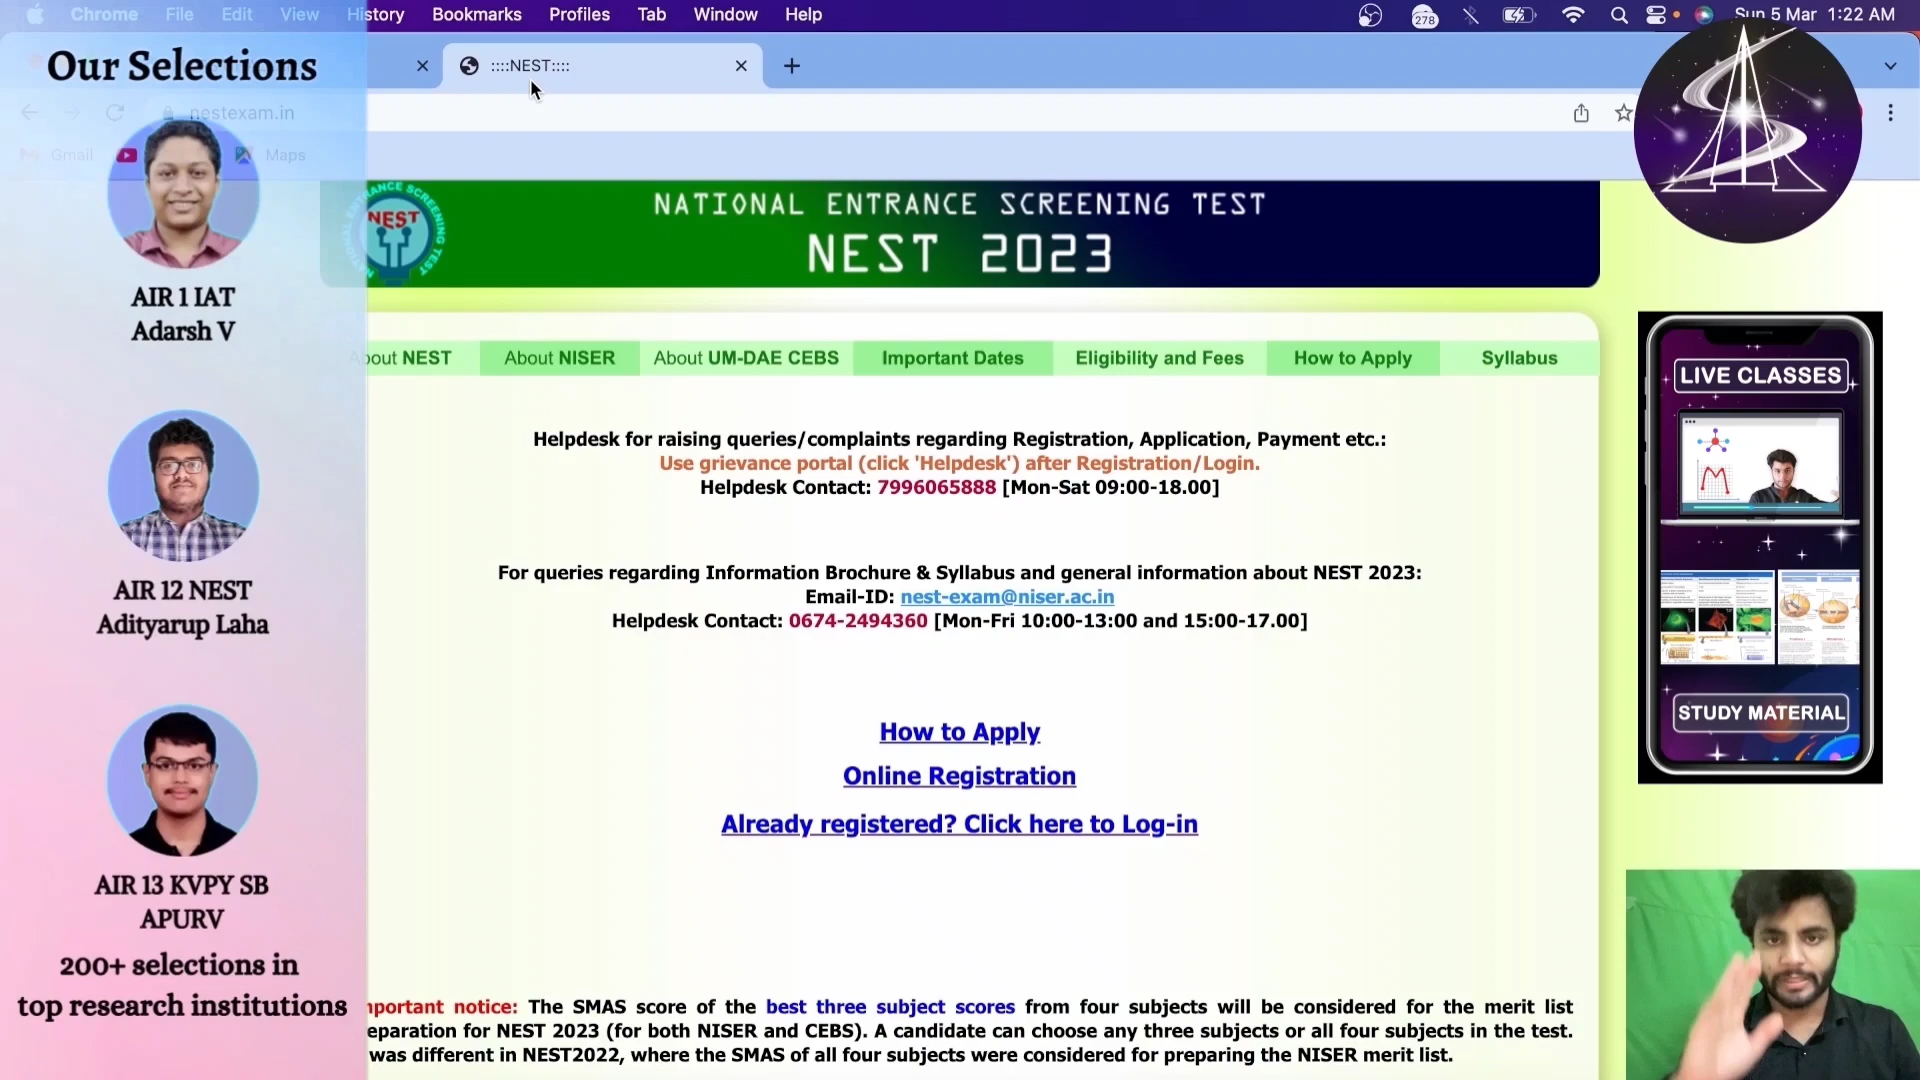 Chrome File Edit View History Bookmarks Profiles Tab Window Help
278
Sun 5 Mar 1:22 AM
Our Selections
::::NEST::::
nestexam.in
Gmail
Maps
AIR 1 IAT
Adarsh V
AIR 12 NEST
Adityarup Laha
AIR 13 KVPY SB
APURV
200+ selections in
top research institutions
NEST
NATIONAL ENTRANCE SCREENING TEST
NEST 2023
bout NEST
About NISER
About UM-DAE CEBS
Important Dates
Eligibility and Fees
How to Apply
Syllabus
Helpdesk for raising queries/complaints regarding Registration, Application, Payment etc.:
Use grievance portal (click 'Helpdesk') after Registration/Login.
Helpdesk Contact: 7996065888 [Mon-Sat 09:00-18.00]
For queries regarding Information Brochure & Syllabus and general information about NEST 2023:
Email-ID: nest-exam@niser.ac.in
Helpdesk Contact: 0674-2494360 [Mon-Fri 10:00-13:00 and 15:00-17.00]
How to Apply
Online Registration
Already registered? Click here to Log-in
mportant notice: The SMAS score of the best three subject scores from four subjects will be considered for the merit list
eparation for NEST 2023 (for both NISER and CEBS). A candidate can choose any three subjects or all four subjects in the test.
was different in NEST2022, where the SMAS of all four subjects were considered for preparing the NISER merit list.
LIVE CLASSES
STUDY MATERIAL